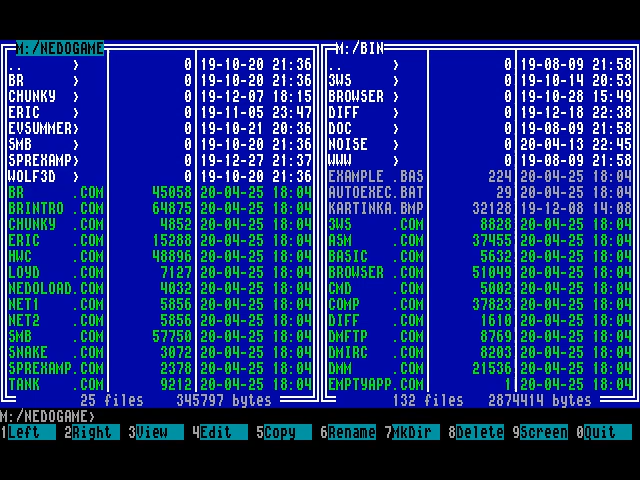 M:/NEDOGAME M:/BIN
.. > 0 19-10-20 21:36 .. > 0 19-08-09 21:58
BR > 0 19-10-20 21:36 3WS > 0 19-10-14 20:53
CHUNKY > 0 19-12-07 18:15 BROWSER > 0 19-10-28 15:49
ERIC > 0 19-11-05 23:47 DIFF > 0 19-12-18 22:38
EVSUMMER> 0 19-10-21 20:36 DOC > 0 19-08-09 21:58
SMB > 0 19-10-20 21:36 NOISE > 0 20-04-13 22:45
SPREXAMP> 0 19-12-27 21:37 WWW > 0 19-08-09 21:58
WOLF3D > 0 19-10-20 21:36 EXAMPLE .BAS 224 20-04-25 18:04
BR .COM 45058 20-04-25 18:04 AUTOEXEC.BAT 29 20-04-25 18:04
BRINTRO .COM 64875 20-04-25 18:04 KARTINKA.BMP 32128 19-12-08 14:08
CHUNKY .COM 4852 20-04-25 18:04 3WS .COM 8828 20-04-25 18:04
ERIC .COM 15288 20-04-25 18:04 ASM .COM 37455 20-04-25 18:04
HWC .COM 48896 20-04-25 18:04 BASIC .COM 5632 20-04-25 18:04
LOYD .COM 7127 20-04-25 18:04 BROWSER .COM 51049 20-04-25 18:04
NEDOLOAD.COM 4032 20-04-25 18:04 CMD .COM 5002 20-04-25 18:04
NET1 .COM 5856 20-04-25 18:04 COMP .COM 37823 20-04-25 18:04
NET2 .COM 5856 20-04-25 18:04 DIFF .COM 1610 20-04-25 18:04
SMB .COM 57750 20-04-25 18:04 DMFTP .COM 8769 20-04-25 18:04
SNAKE .COM 3072 20-04-25 18:04 DMIRC .COM 8203 20-04-25 18:04
SPREXAMP.COM 2378 20-04-25 18:04 DMM .COM 21536 20-04-25 18:04
TANK .COM 9212 20-04-25 18:04 EMPTYAPP.COM 1 20-04-25 18:04
25 files 345797 bytes 132 files 2874414 bytes
M:/NEDOGAME>
1Left 2Right 3View 4Edit 5Copy 6Rename 7MkDir 8Delete 9Screen 0Quit